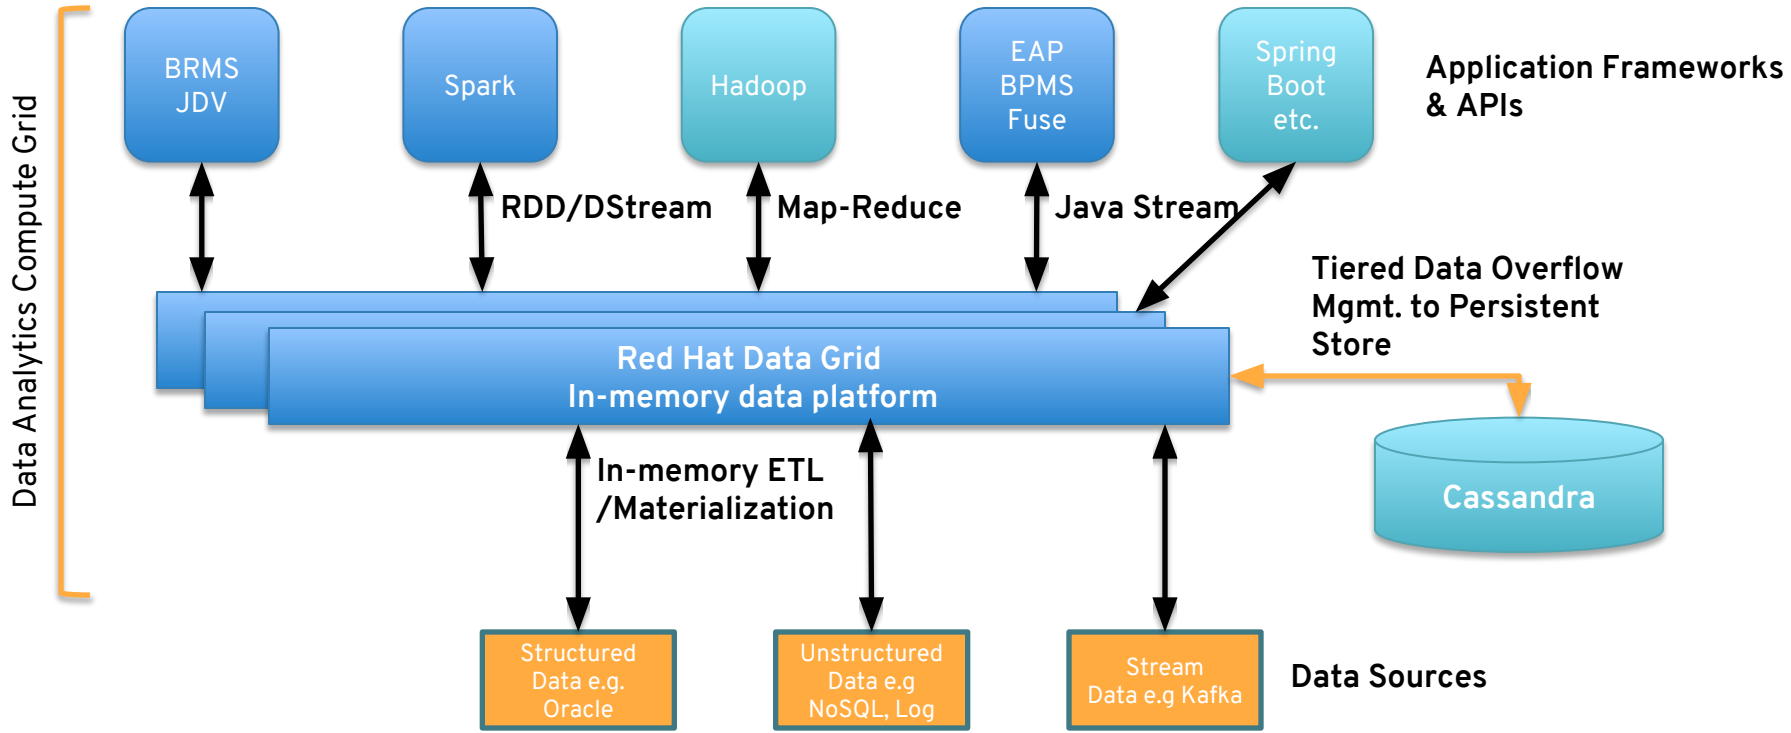 Data Analytics Compute Grid
BRMS
JDV
Spark
Hadoop
EAP
BPMS
Fuse
Spring
Boot
etc.
Application Frameworks
& APIs
RDD/DStream
Map-Reduce
Java Stream
Tiered Data Overflow
Mgmt. to Persistent
Store
Red Hat Data Grid
In-memory data platform
In-memory ETL
/Materialization
Cassandra
Structured
Data e.g.
Oracle
Unstructured
Data e.g
NoSQL, Log
Stream
Data e.g Kafka
Data Sources